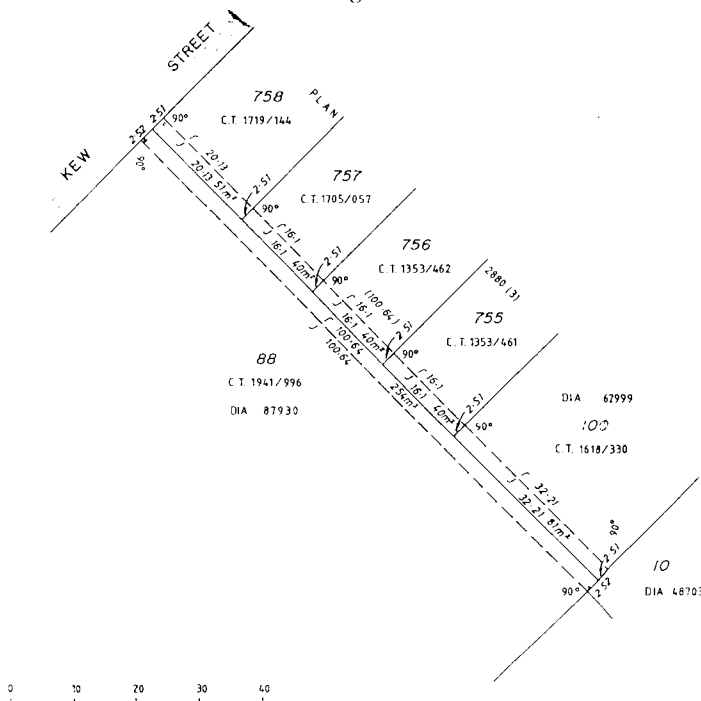 KEW STREET
2·52 2·51
90°
90°
758
C.T. 1719/144
PLAN
20·13
20·13 51m²
2·51
90°
757
C.T. 1705/057
16·1
16·1 40m²
2·51
90°
756
C.T. 1353/462
2880 (3)
(100·64)
16·1
16·1 40m²
2·51
90°
755
C.T. 1353/461
100·64
100·64
88
C.T. 1941/996
DIA 87930
16·1
16·1 40m²
254m²
2·51
90°
DIA 62999
100
C.T. 1618/330
32·21
32·21 81m²
90°
2·51
10
DIA 48703
90°
2·52
0 10 20 30 40